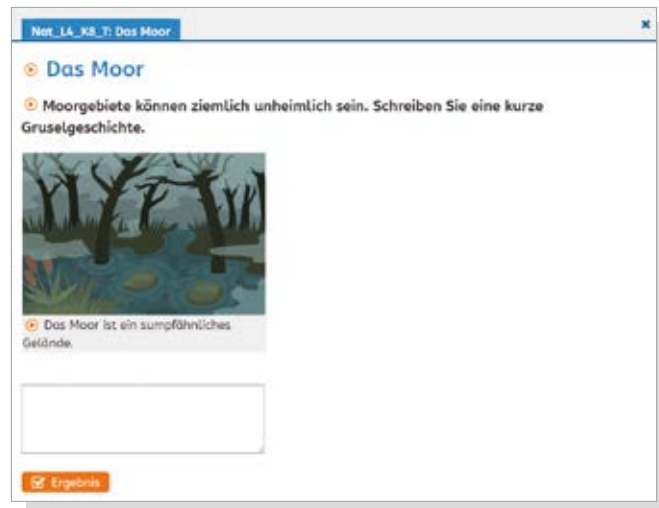 Nat_L4_K8_T: Das Moor
Das Moor
Moorgebiete können ziemlich unheimlich sein. Schreiben Sie eine kurze
Gruselgeschichte.
Das Moor ist ein sumpfähnliches
Gelände.
Ergebnis